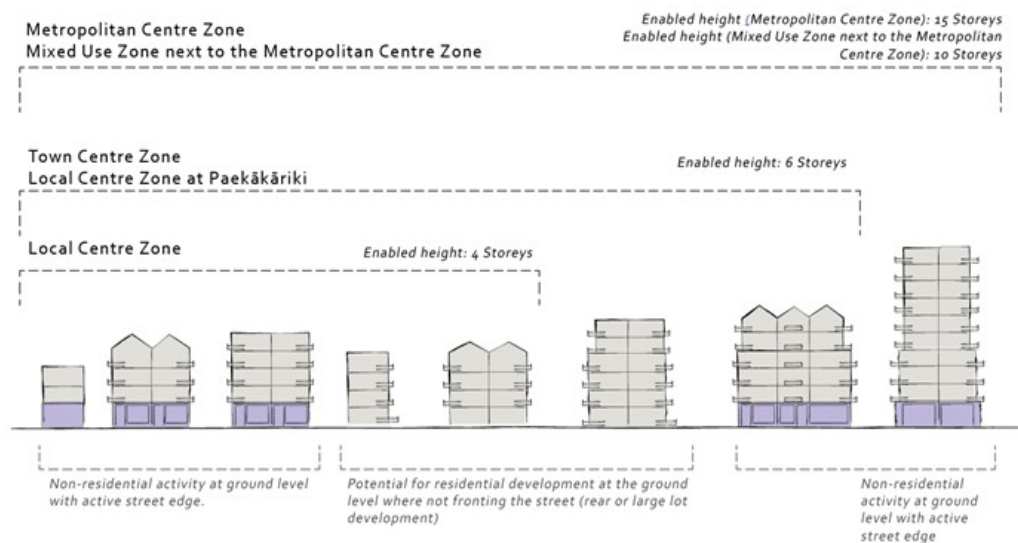 Metropolitan Centre Zone
Mixed Use Zone next to the Metropolitan Centre Zone
Enabled height (Metropolitan Centre Zone): 15 Storeys
Enabled height (Mixed Use Zone next to the Metropolitan
Centre Zone): 10 Storeys
Town Centre Zone
Local Centre Zone at Paekākāriki
Enabled height: 6 Storeys
Local Centre Zone
Enabled height: 4 Storeys
Non-residential activity at ground level
with active street edge.
Potential for residential development at the ground
level where not fronting the street (rear or large lot
development)
Non-residential
activity at ground
level with active
street edge